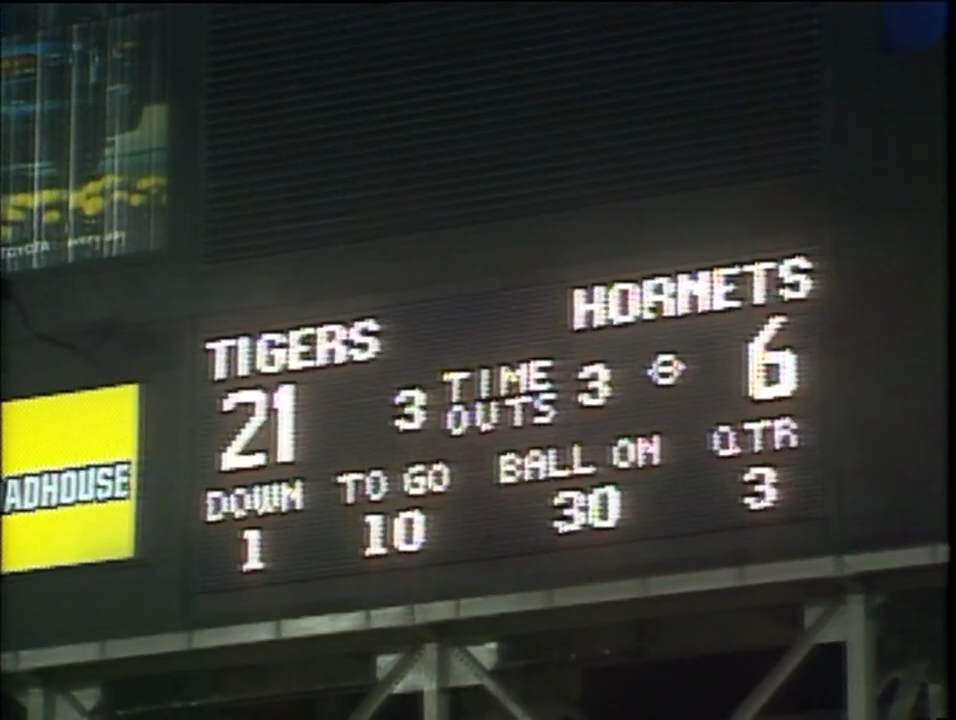 TOYOTA
TIGERS HORNETS
21 3 TIME OUTS 3 6
DOWN TO GO BALL ON QTR
1 10 30 3
ADHOUSE